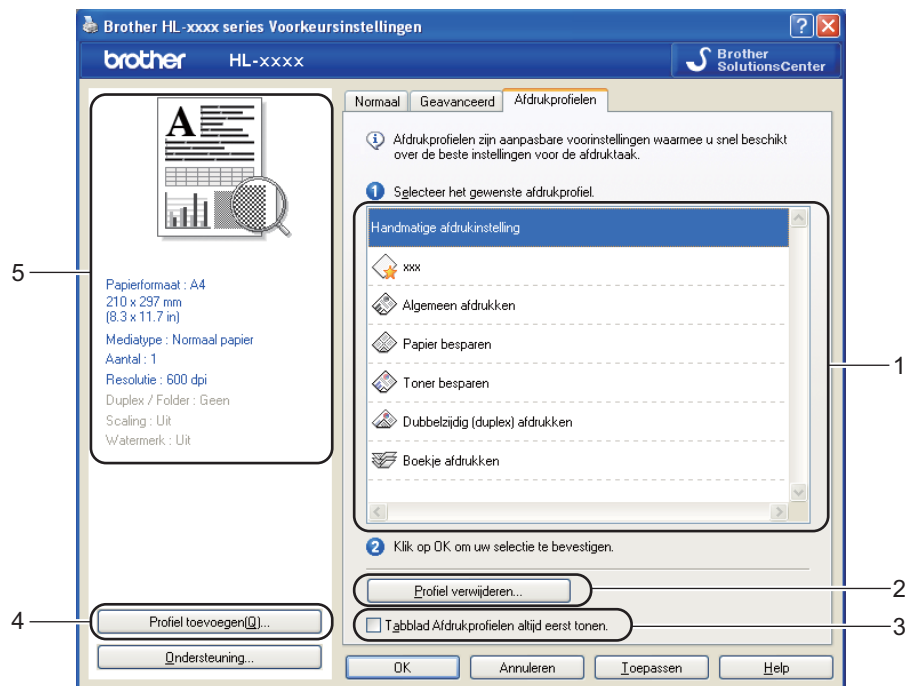 Brother HL-xxxx series Voorkeursinstellingen
brother HL-xxxx
Brother
SolutionsCenter
A
Papierformaat : A4
210 x 297 mm
(8.3 x 11.7 in)
Mediatype : Normaal papier
Aantal : 1
Resolutie : 600 dpi
Duplex / Folder : Geen
Scaling : Uit
Watermerk : Uit
5
Profiel toevoegen(Q)...
4
Ondersteuning...
Normaal Geavanceerd Afdrukprofielen
Afdrukprofielen zijn aanpasbare voorinstellingen waarmee u snel beschikt
over de beste instellingen voor de afdruktaak.
1 Selecteer het gewenste afdrukprofiel.
Handmatige afdrukinstelling
xxx
Algemeen afdrukken
Papier besparen
Toner besparen
Dubbelzijdig (duplex) afdrukken
Boekje afdrukken
1
2 Klik op OK om uw selectie te bevestigen.
Profiel verwijderen...
2
Tabblad Afdrukprofielen altijd eerst tonen.
3
OK Annuleren Toepassen Help